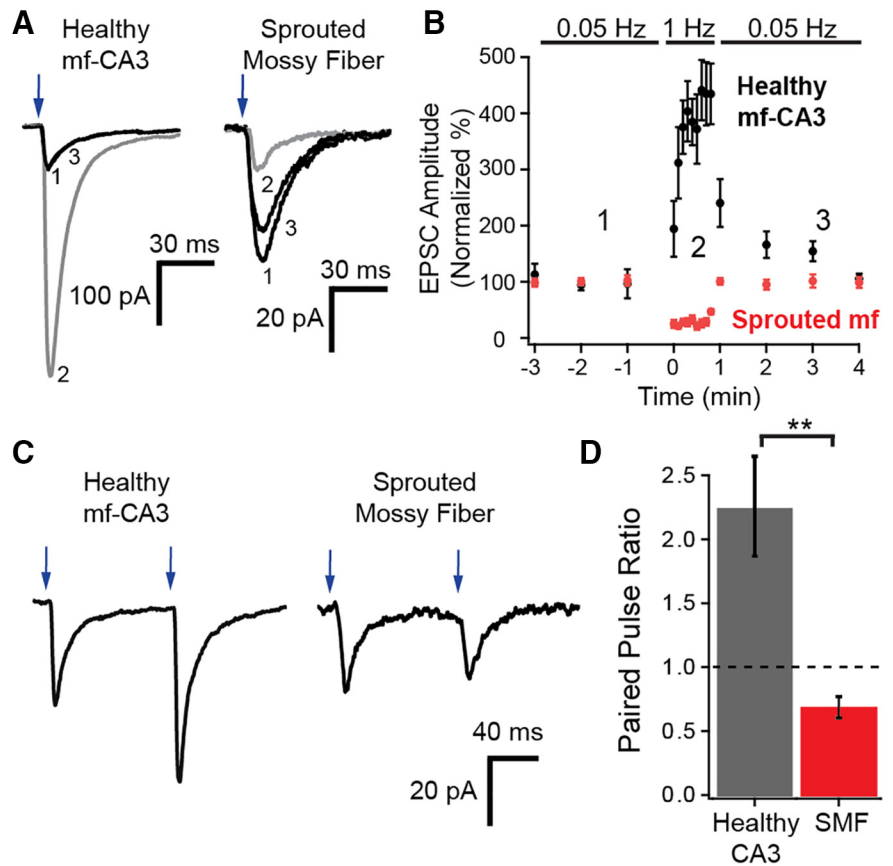 A
Healthy
mf-CA3
Sprouted
Mossy Fiber
1
3
2
30 ms
100 pA
2
3
1
30 ms
20 pA
B
0.05 Hz
1 Hz
0.05 Hz
EPSC Amplitude
(Normalized %)
500
400
300
200
100
0
Healthy
mf-CA3
1
2
3
Sprouted mf
-3
-2
-1
0
1
2
3
4
Time (min)
C
Healthy
mf-CA3
Sprouted
Mossy Fiber
40 ms
20 pA
D
**
Paired Pulse Ratio
2.5
2.0
1.5
1.0
0.5
0.0
Healthy
CA3
SMF